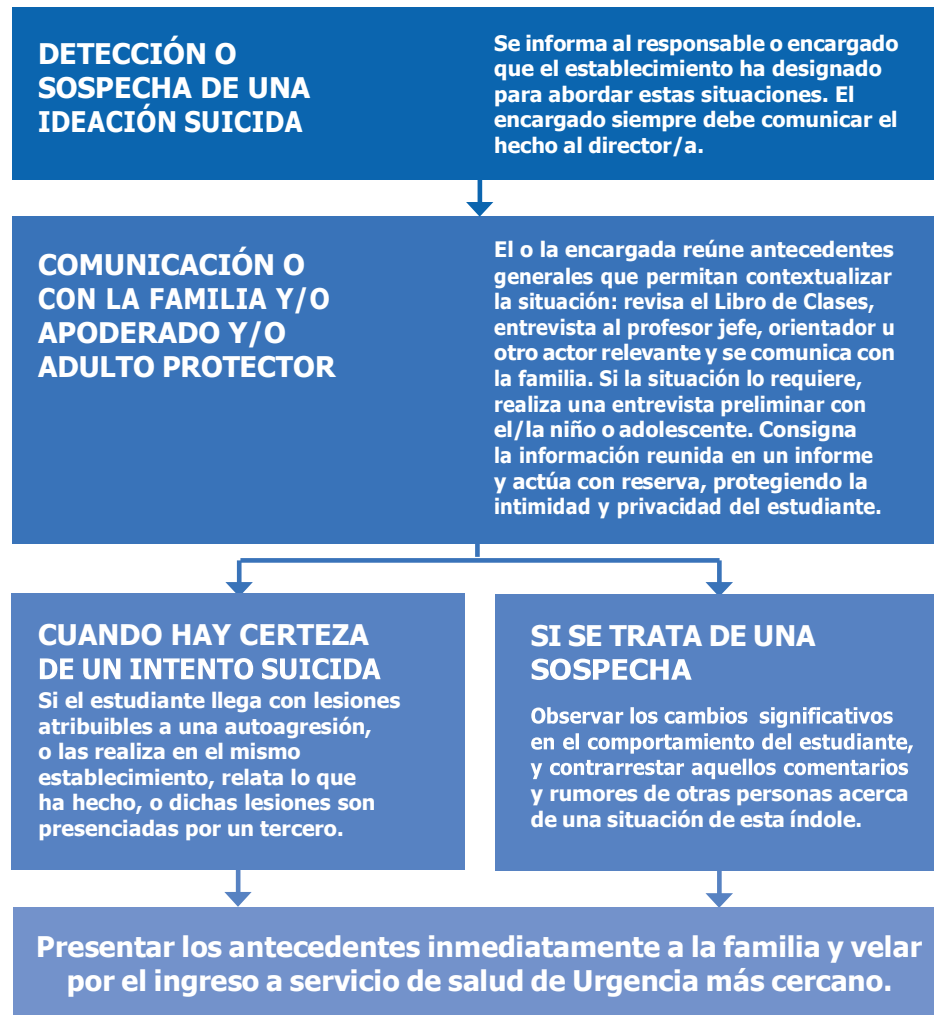 DETECCIÓN O
SOSPECHA DE UNA
IDEACIÓN SUICIDA
Se informa al responsable o encargado
que el establecimiento ha designado
para abordar estas situaciones. El
encargado siempre debe comunicar el
hecho al director/a.
COMUNICACIÓN O
CON LA FAMILIA Y/O
APODERADO Y/O
ADULTO PROTECTOR
El o la encargada reúne antecedentes
generales que permitan contextualizar
la situación: revisa el Libro de Clases,
entrevista al profesor jefe, orientador u
otro actor relevante y se comunica con
la familia. Si la situación lo requiere,
realiza una entrevista preliminar con
el/la niño o adolescente. Consigna
la información reunida en un informe
y actúa con reserva, protegiendo la
intimidad y privacidad del estudiante.
CUANDO HAY CERTEZA
DE UN INTENTO SUICIDA
Si el estudiante llega con lesiones
atribuibles a una autoagresión,
o las realiza en el mismo
establecimiento, relata lo que
ha hecho, o dichas lesiones son
presenciadas por un tercero.
SI SE TRATA DE UNA
SOSPECHA
Observar los cambios significativos
en el comportamiento del estudiante,
y contrarrestar aquellos comentarios
y rumores de otras personas acerca
de una situación de esta índole.
Presentar los antecedentes inmediatamente a la familia y velar
por el ingreso a servicio de salud de Urgencia más cercano.